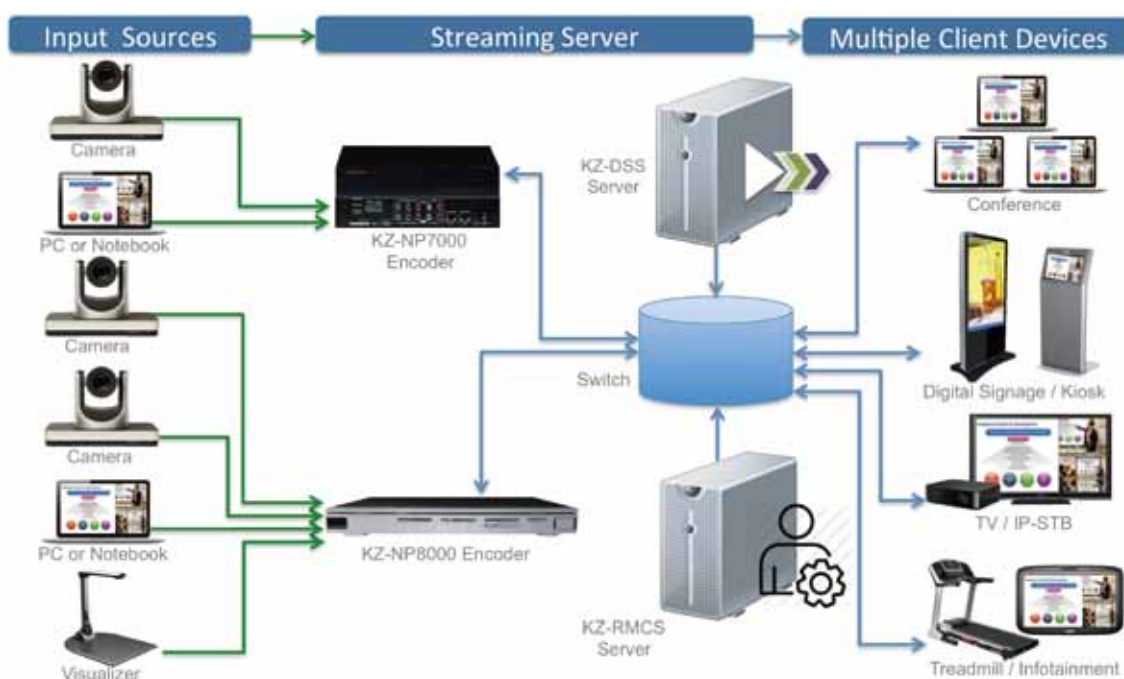 Input Sources
Streaming Server
Multiple Client Devices
Camera
PC or Notebook
Camera
Camera
PC or Notebook
Visualizer
KZ-NP7000
Encoder
KZ-NP8000 Encoder
KZ-DSS
Server
Switch
KZ-RMCS
Server
Conference
Digital Signage / Kiosk
TV / IP-STB
Treadmill / Infotainment